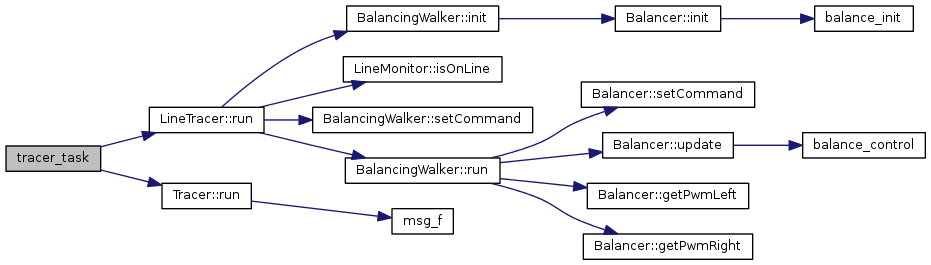 BalancingWalker::init
Balancer::init
balance_init
LineMonitor::isOnLine
Balancer::setCommand
LineTracer::run
BalancingWalker::setCommand
Balancer::update
balance_control
tracer_task
BalancingWalker::run
Tracer::run
Balancer::getPwmLeft
msg_f
Balancer::getPwmRight